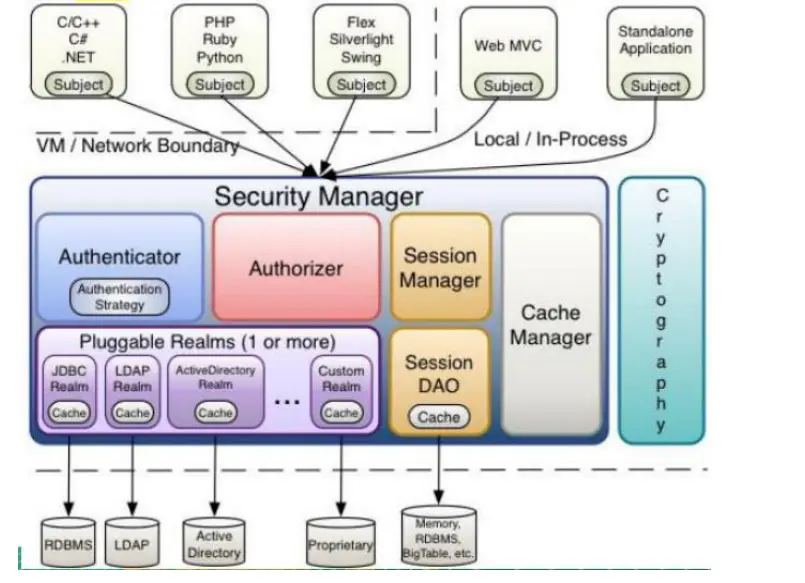 C/C++
C#
.NET
Subject
PHP
Ruby
Python
Subject
Flex
Silverlight
Swing
Subject
Web MVC
Subject
Standalone
Application
Subject
VM / Network Boundary
Local / In-Process
Security Manager
Authenticator
Authentication
Strategy
Authorizer
Session
Manager
Cache
Manager
Cryptography
Pluggable Realms (1 or more)
JDBC
Realm
Cache
LDAP
Realm
Cache
ActiveDirectory
Realm
Cache
...
Custom
Realm
Cache
Session
DAO
Cache
RDBMS
LDAP
Active
Directory
Proprietary
Memory,
RDBMS,
BigTable, etc.